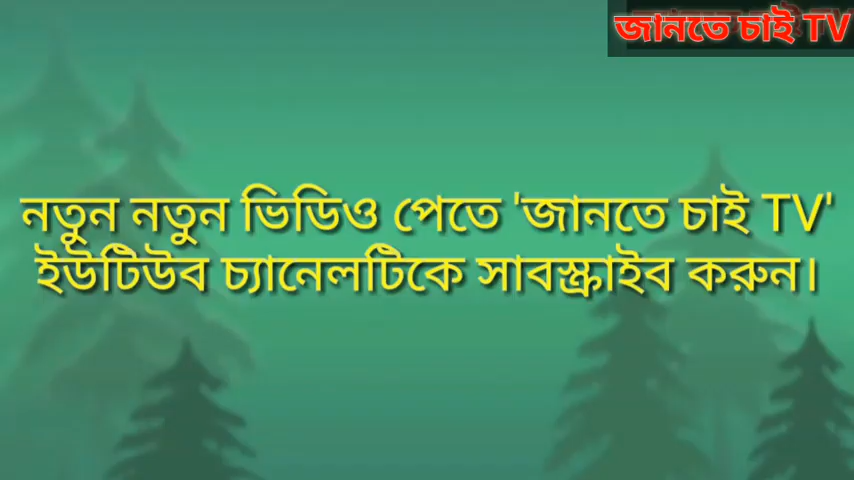 জানতে চাই TV
নতুন নতুন ভিডিও পেতে 'জানতে চাই TV'
ইউটিউব চ্যানেলটিকে সাবস্ক্রাইব করুন।